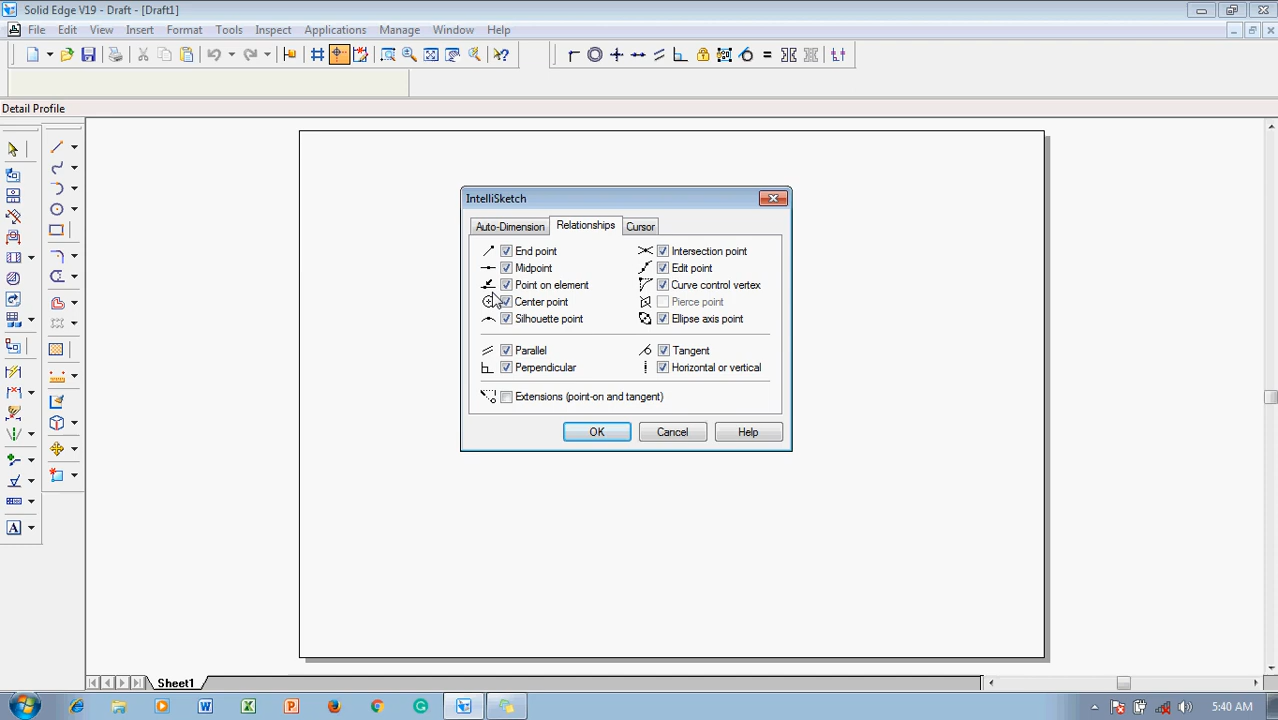 Solid Edge V19 - Draft - [Draft1]
File Edit View Insert Format Tools Inspect Applications Manage Window Help
Detail Profile
IntelliSketch
Auto-Dimension Relationships Cursor
End point Intersection point
Midpoint Edit point
Point on element Curve control vertex
Center point Pierce point
Silhouette point Ellipse axis point
Parallel Tangent
Perpendicular Horizontal or vertical
Extensions (point-on and tangent)
OK Cancel Help
A
Sheet1
5:40 AM